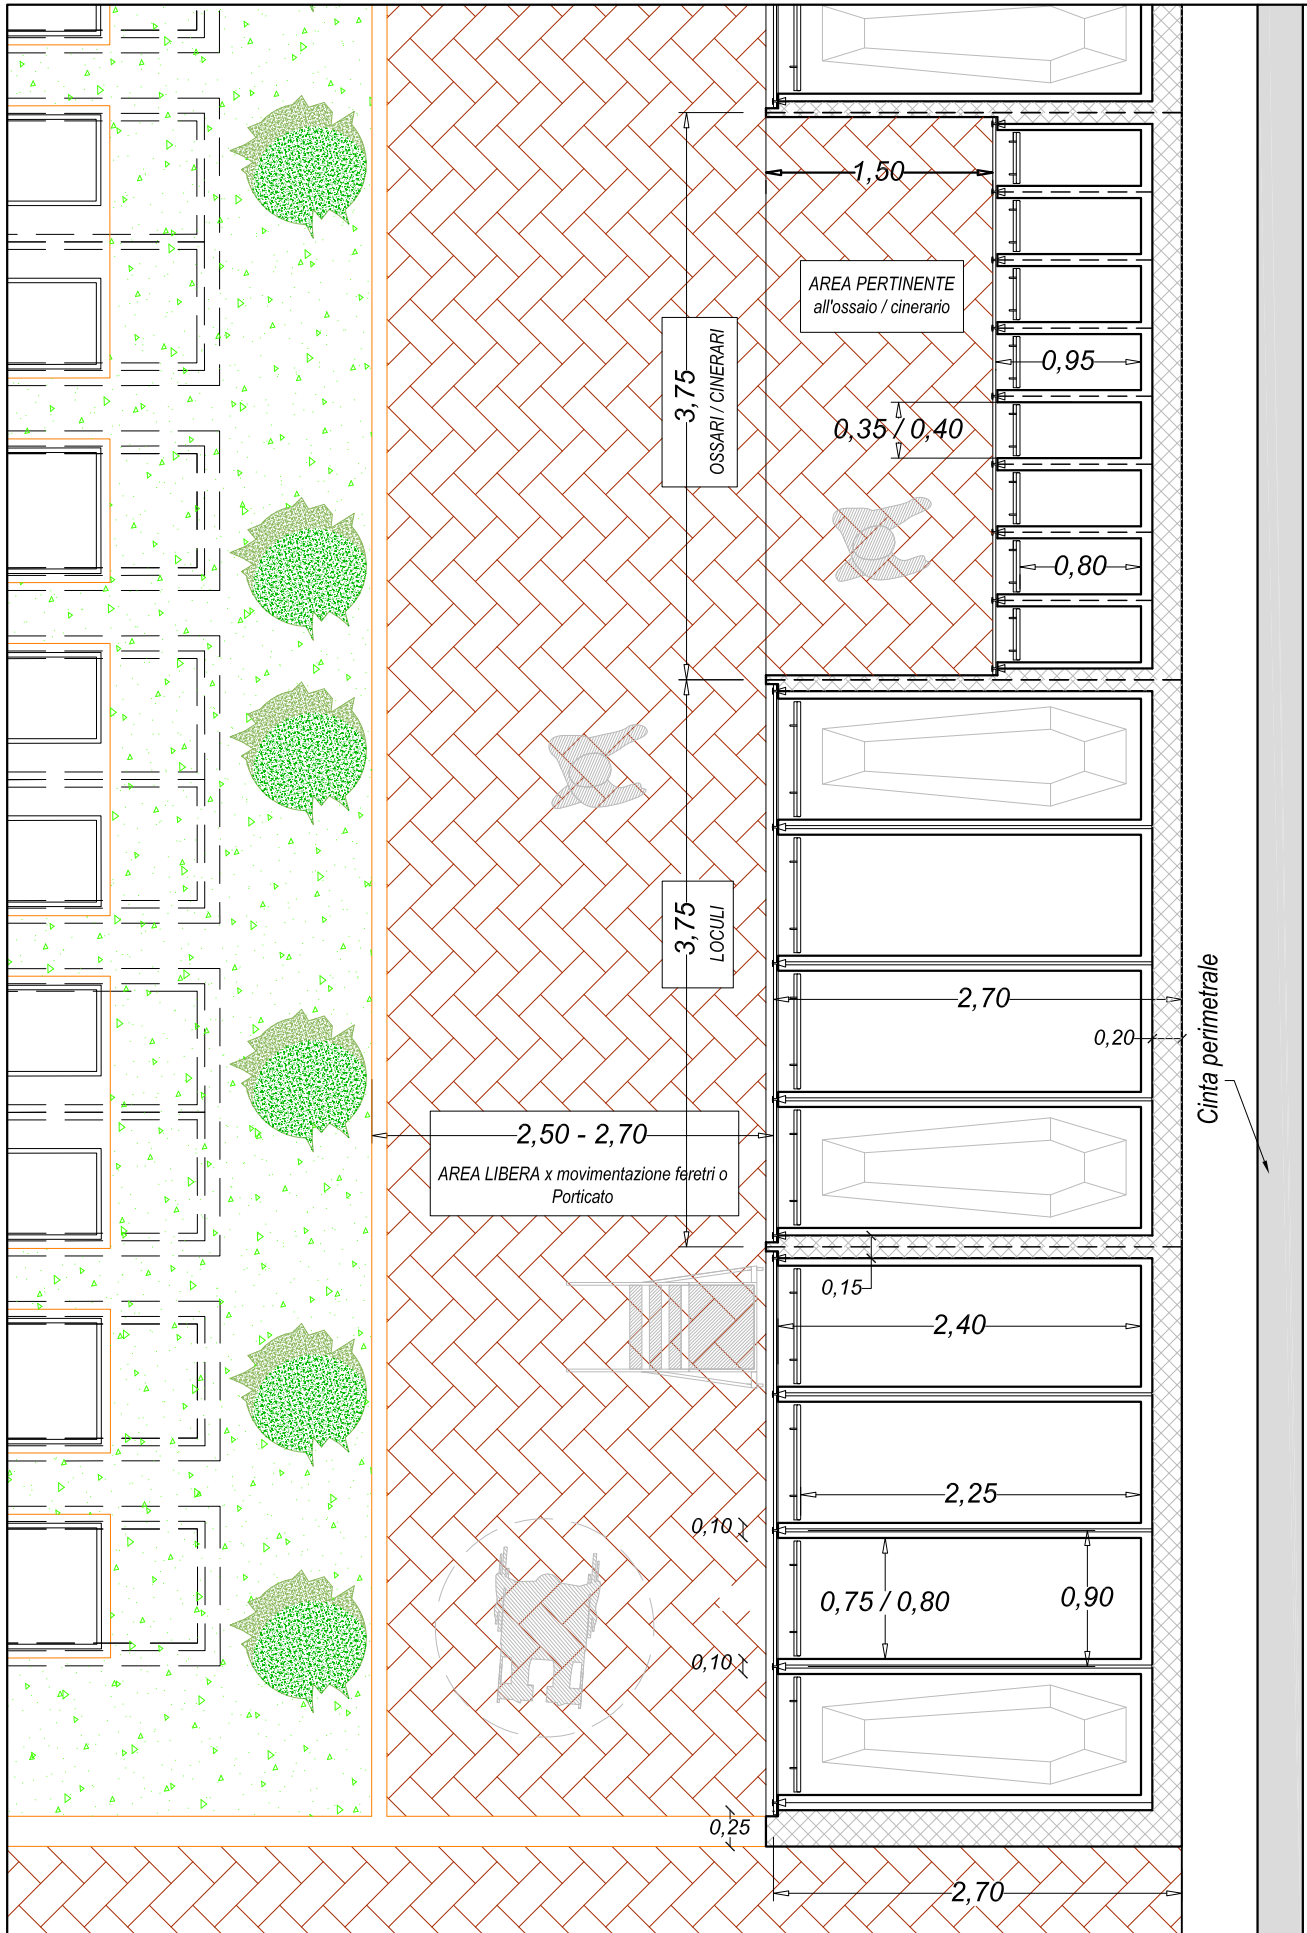 1,50
AREA PERTINENTE
all'ossaio / cinerario
3,75
OSSARI / CINERARI
0,95
0,35 / 0,40
0,80
3,75
LOCULI
2,70
0,20
Cinta perimetrale
2,50 - 2,70
AREA LIBERA x movimentazione feretri o
Porticato
0,15
2,40
2,25
0,10
0,75 / 0,80
0,90
0,10
0,25
2,70